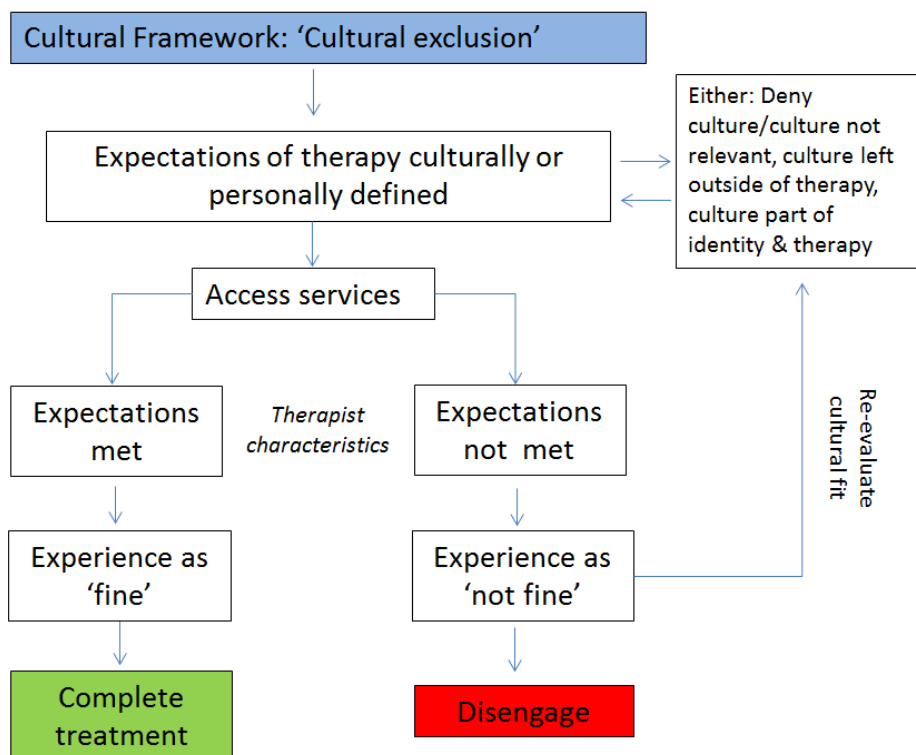 Cultural Framework: ‘Cultural exclusion’
Expectations of therapy culturally or
personally defined
Either: Deny
culture/culture not
relevant, culture left
outside of therapy,
culture part of
identity & therapy
Access services
Expectations
met
Therapist
characteristics
Expectations
not  met
Re-evaluate
cultural fit
Experience as
‘fine’
Experience as
‘not fine’
Complete
treatment
Disengage